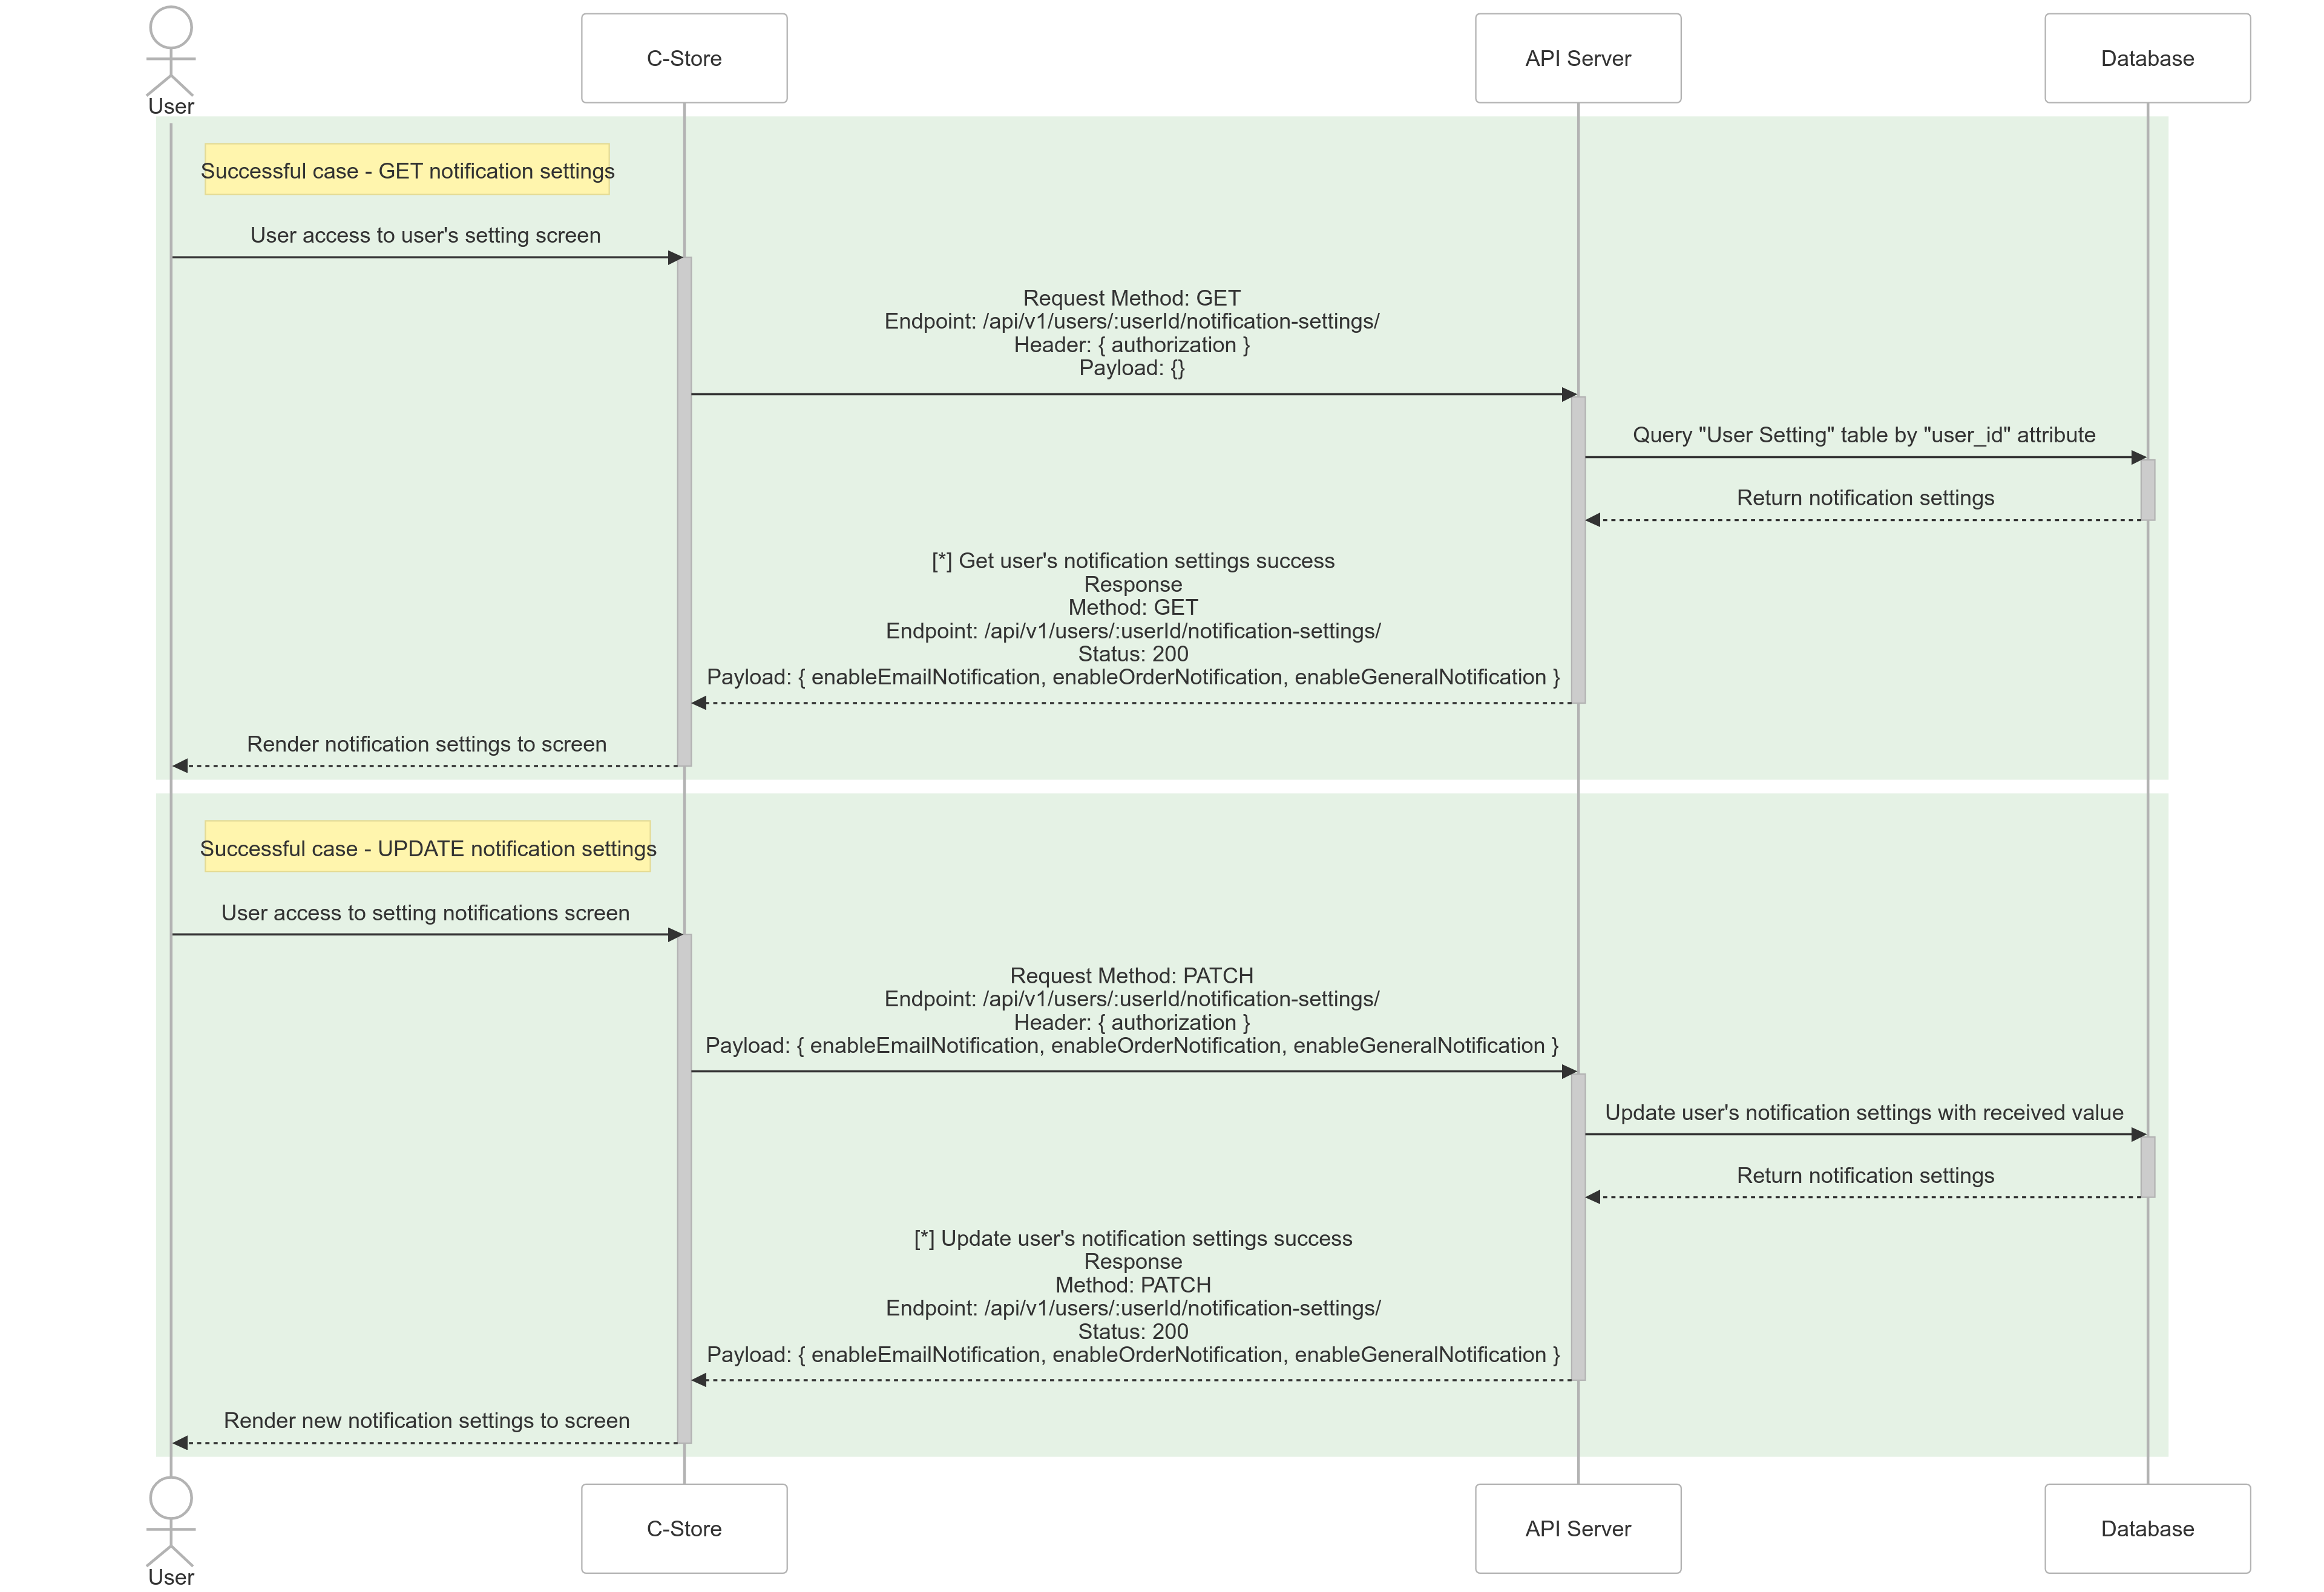 User
C-Store
API Server
Database
Successful case - GET notification settings
User access to user's setting screen
Request Method: GET
Endpoint: /api/v1/users/:userId/notification-settings/
Header: { authorization }
Payload: {}
Query "User Setting" table by "user_id" attribute
Return notification settings
[*] Get user's notification settings success
Response
Method: GET
Endpoint: /api/v1/users/:userId/notification-settings/
Status: 200
Payload: { enableEmailNotification, enableOrderNotification, enableGeneralNotification }
Render notification settings to screen
Successful case - UPDATE notification settings
User access to setting notifications screen
Request Method: PATCH
Endpoint: /api/v1/users/:userId/notification-settings/
Header: { authorization }
Payload: { enableEmailNotification, enableOrderNotification, enableGeneralNotification }
Update user's notification settings with received value
Return notification settings
[*] Update user's notification settings success
Response
Method: PATCH
Endpoint: /api/v1/users/:userId/notification-settings/
Status: 200
Payload: { enableEmailNotification, enableOrderNotification, enableGeneralNotification }
Render new notification settings to screen
User
C-Store
API Server
Database